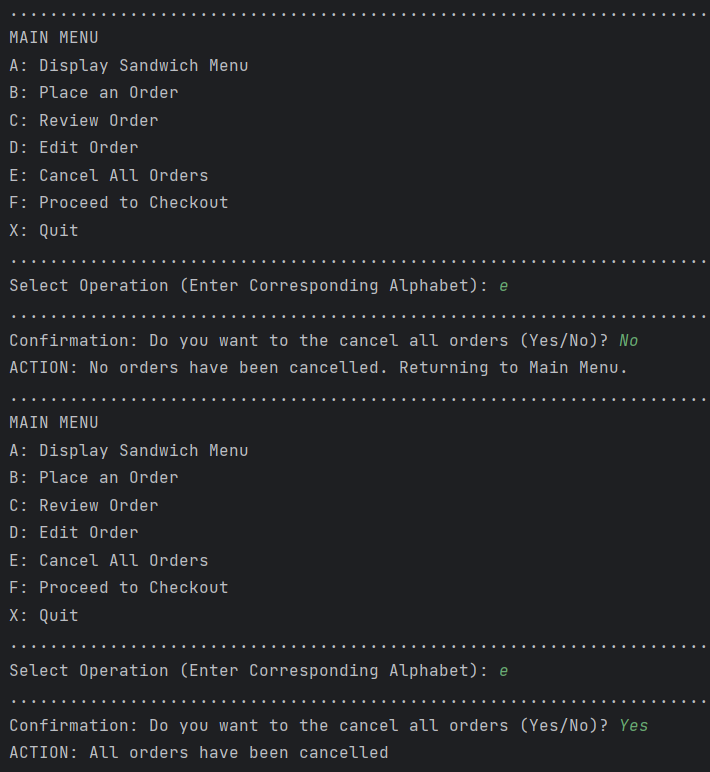 MAIN MENU
A: Display Sandwich Menu
B: Place an Order
C: Review Order
D: Edit Order
E: Cancel All Orders
F: Proceed to Checkout
X: Quit
Select Operation (Enter Corresponding Alphabet): e
Confirmation: Do you want to the cancel all orders (Yes/No)? No
ACTION: No orders have been cancelled. Returning to Main Menu.
MAIN MENU
A: Display Sandwich Menu
B: Place an Order
C: Review Order
D: Edit Order
E: Cancel All Orders
F: Proceed to Checkout
X: Quit
Select Operation (Enter Corresponding Alphabet): e
Confirmation: Do you want to the cancel all orders (Yes/No)? Yes
ACTION: All orders have been cancelled